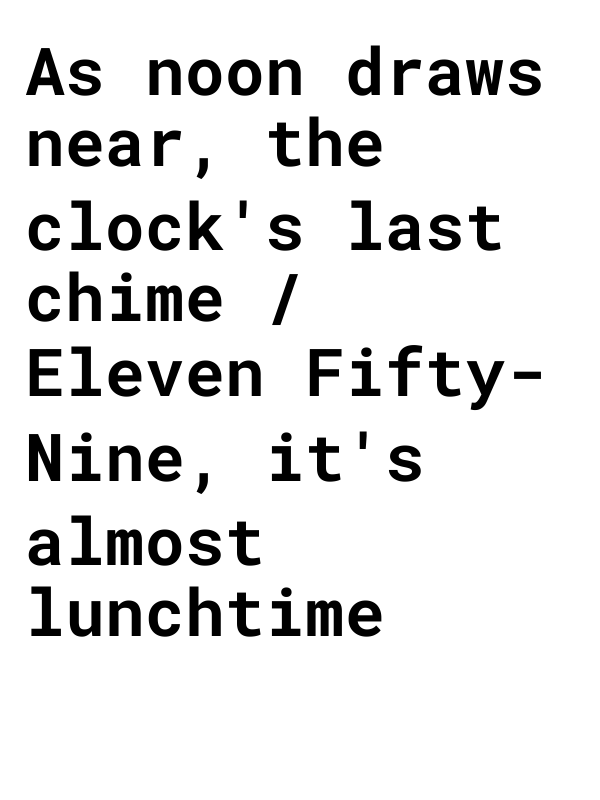 As noon draws
near, the
clock's last
chime /
Eleven Fifty-
Nine, it's
almost
lunchtime